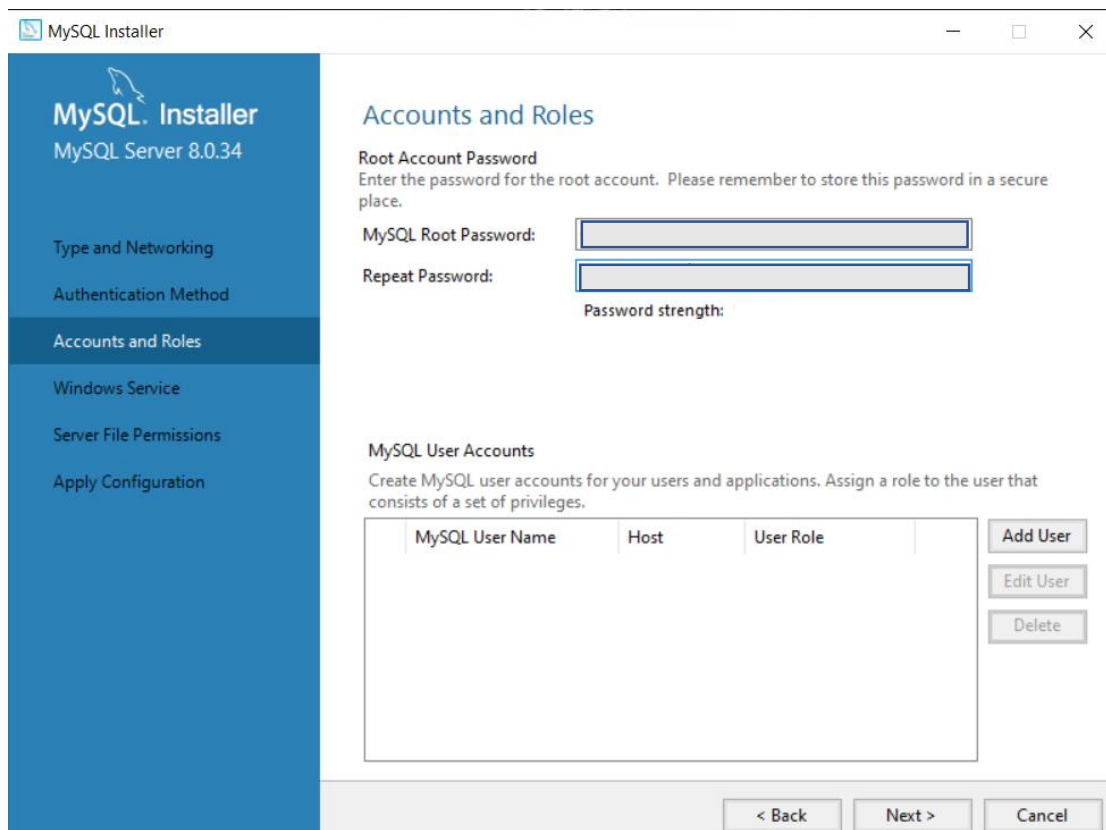 MySQL Installer
MySQL. Installer
MySQL Server 8.0.34
Type and Networking
Authentication Method
Accounts and Roles
Windows Service
Server File Permissions
Apply Configuration
Accounts and Roles
Root Account Password
Enter the password for the root account. Please remember to store this password in a secure
place.
MySQL Root Password:
Repeat Password:
Password strength:
MySQL User Accounts
Create MySQL user accounts for your users and applications. Assign a role to the user that
consists of a set of privileges.
MySQL User Name Host User Role
Add User
Edit User
Delete
< Back Next > Cancel